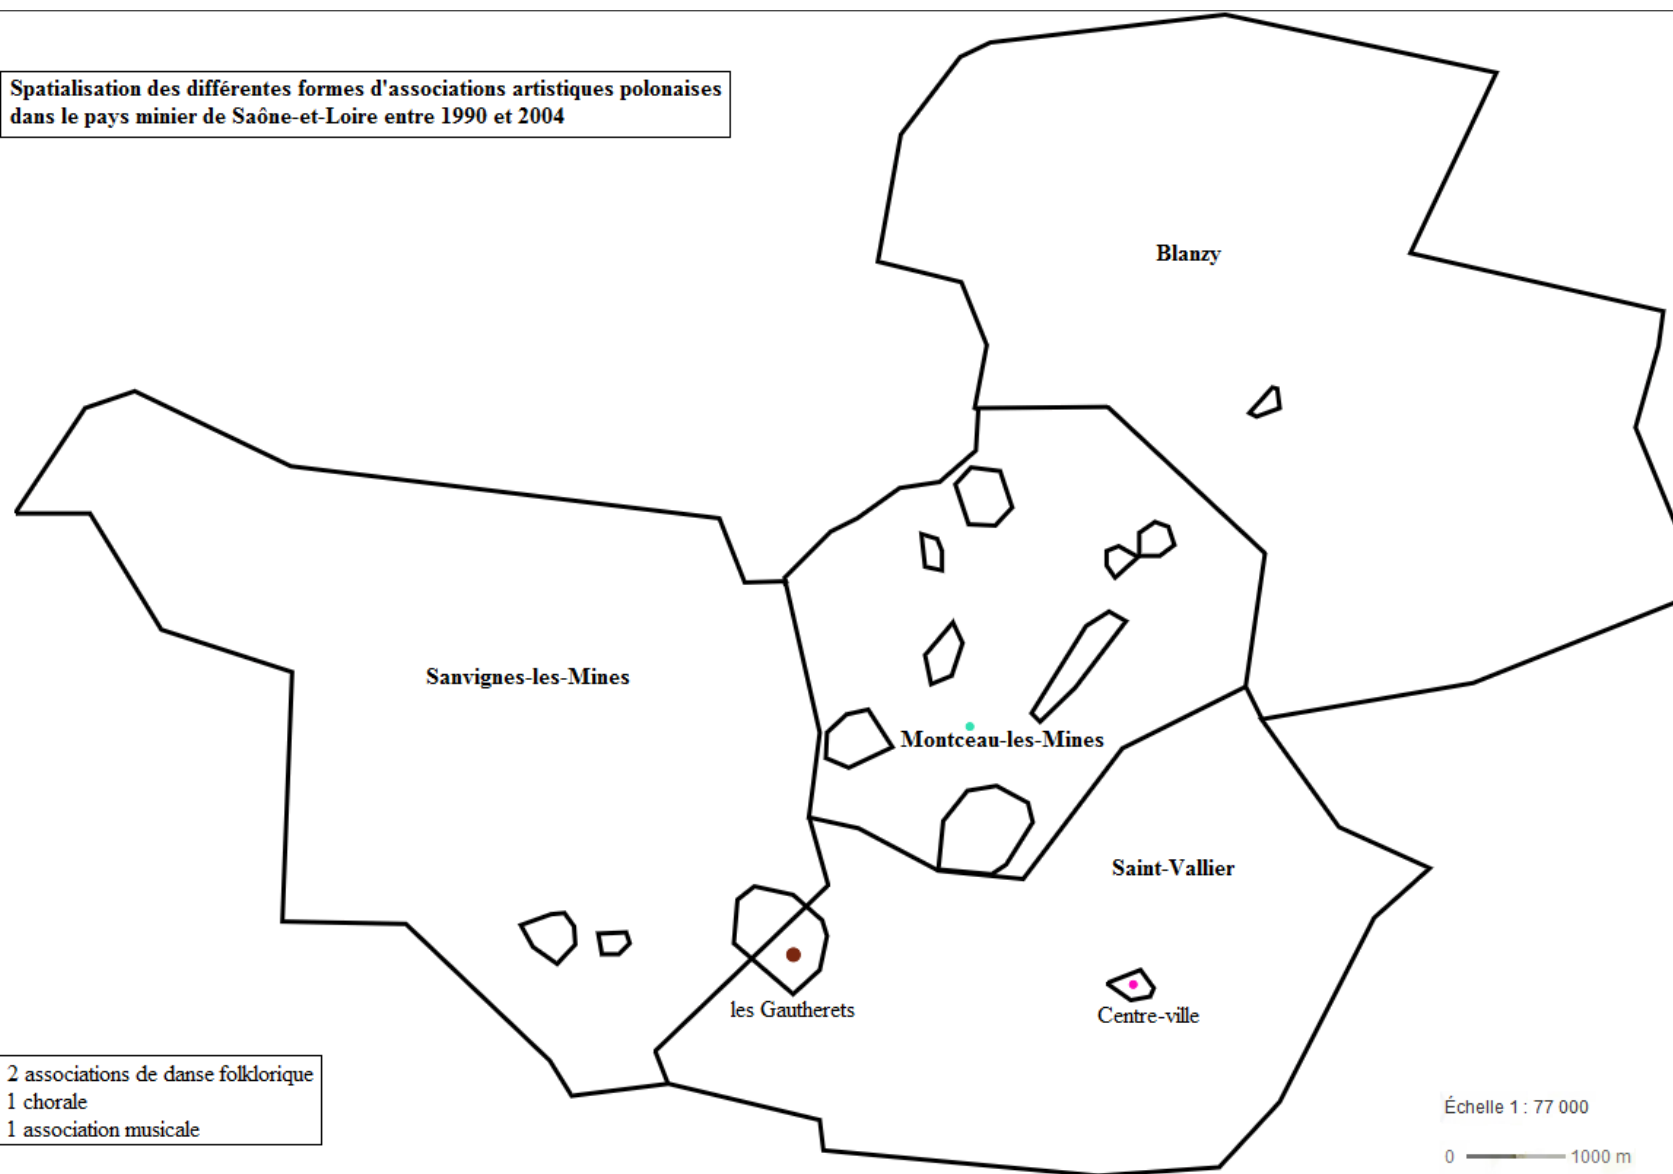 Spatialisation des différentes formes d'associations artistiques polonaises
dans le pays minier de Saône-et-Loire entre 1990 et 2004
Blanzy
Sanvignes-les-Mines
Montceau-les-Mines
Saint-Vallier
les Gautherets
Centre-ville
2 associations de danse folklorique
1 chorale
1 association musicale
Échelle 1 : 77 000
0 1000 m